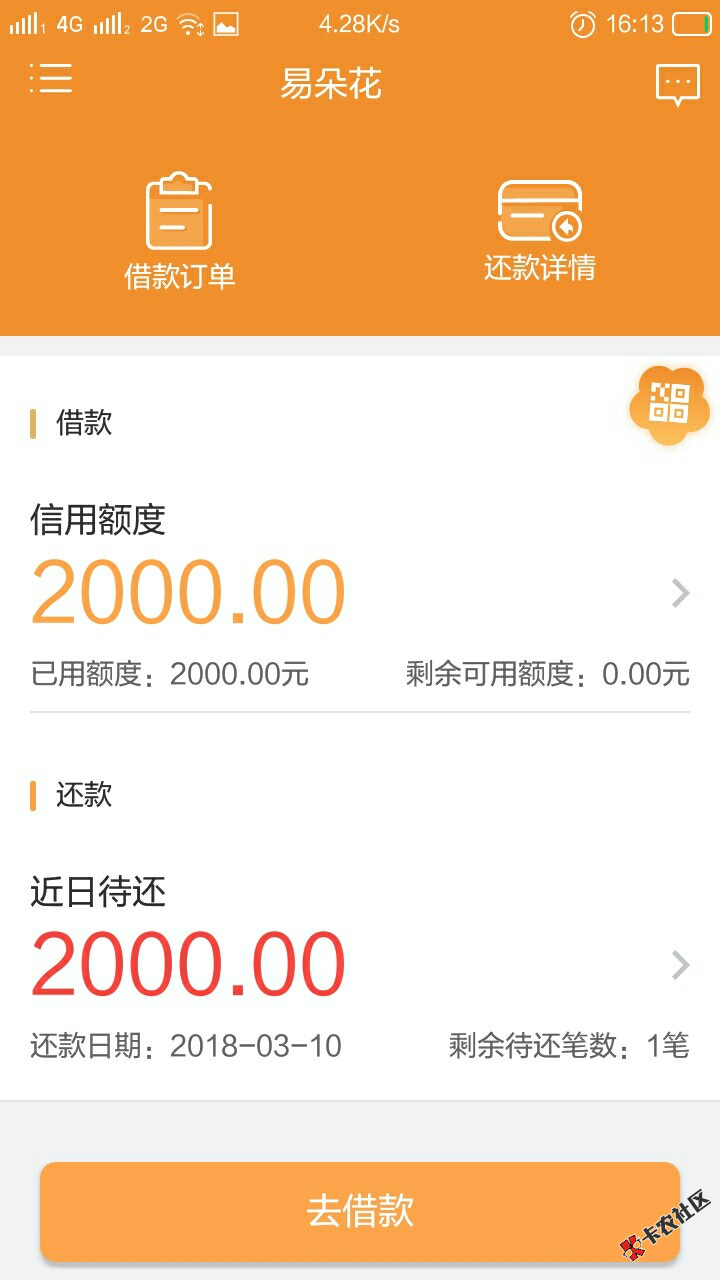 1 4G 2 2G 4.28K/s 16:13
易朵花
借款订单 还款详情
借款
信用额度
2000.00
已用额度：2000.00元 剩余可用额度：0.00元
还款
近日待还
2000.00
还款日期：2018-03-10 剩余待还笔数：1笔
去借款
卡农社区